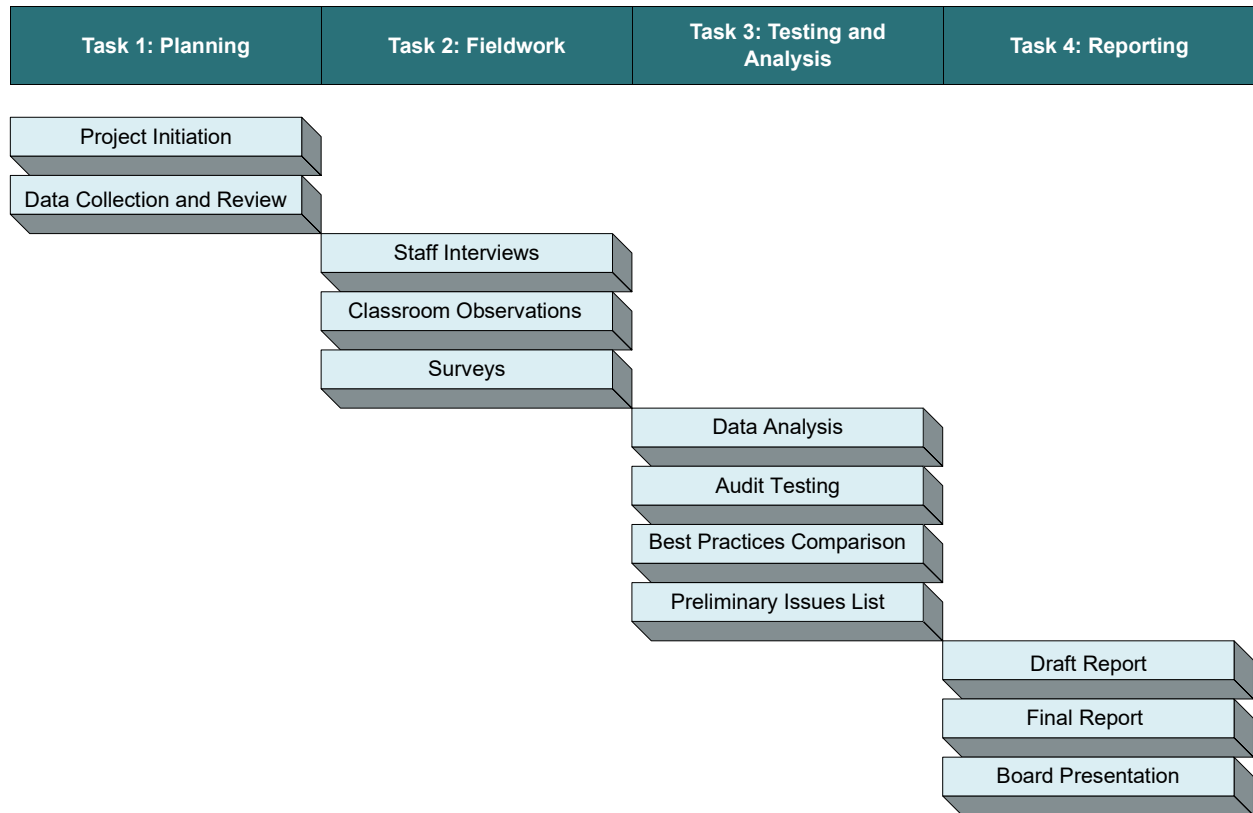 Task 1: Planning
Task 2: Fieldwork
Task 3: Testing and
Analysis
Task 4: Reporting
Project Initiation
Data Collection and Review
Staff Interviews
Classroom Observations
Surveys
Data Analysis
Audit Testing
Best Practices Comparison
Preliminary Issues List
Draft Report
Final Report
Board Presentation